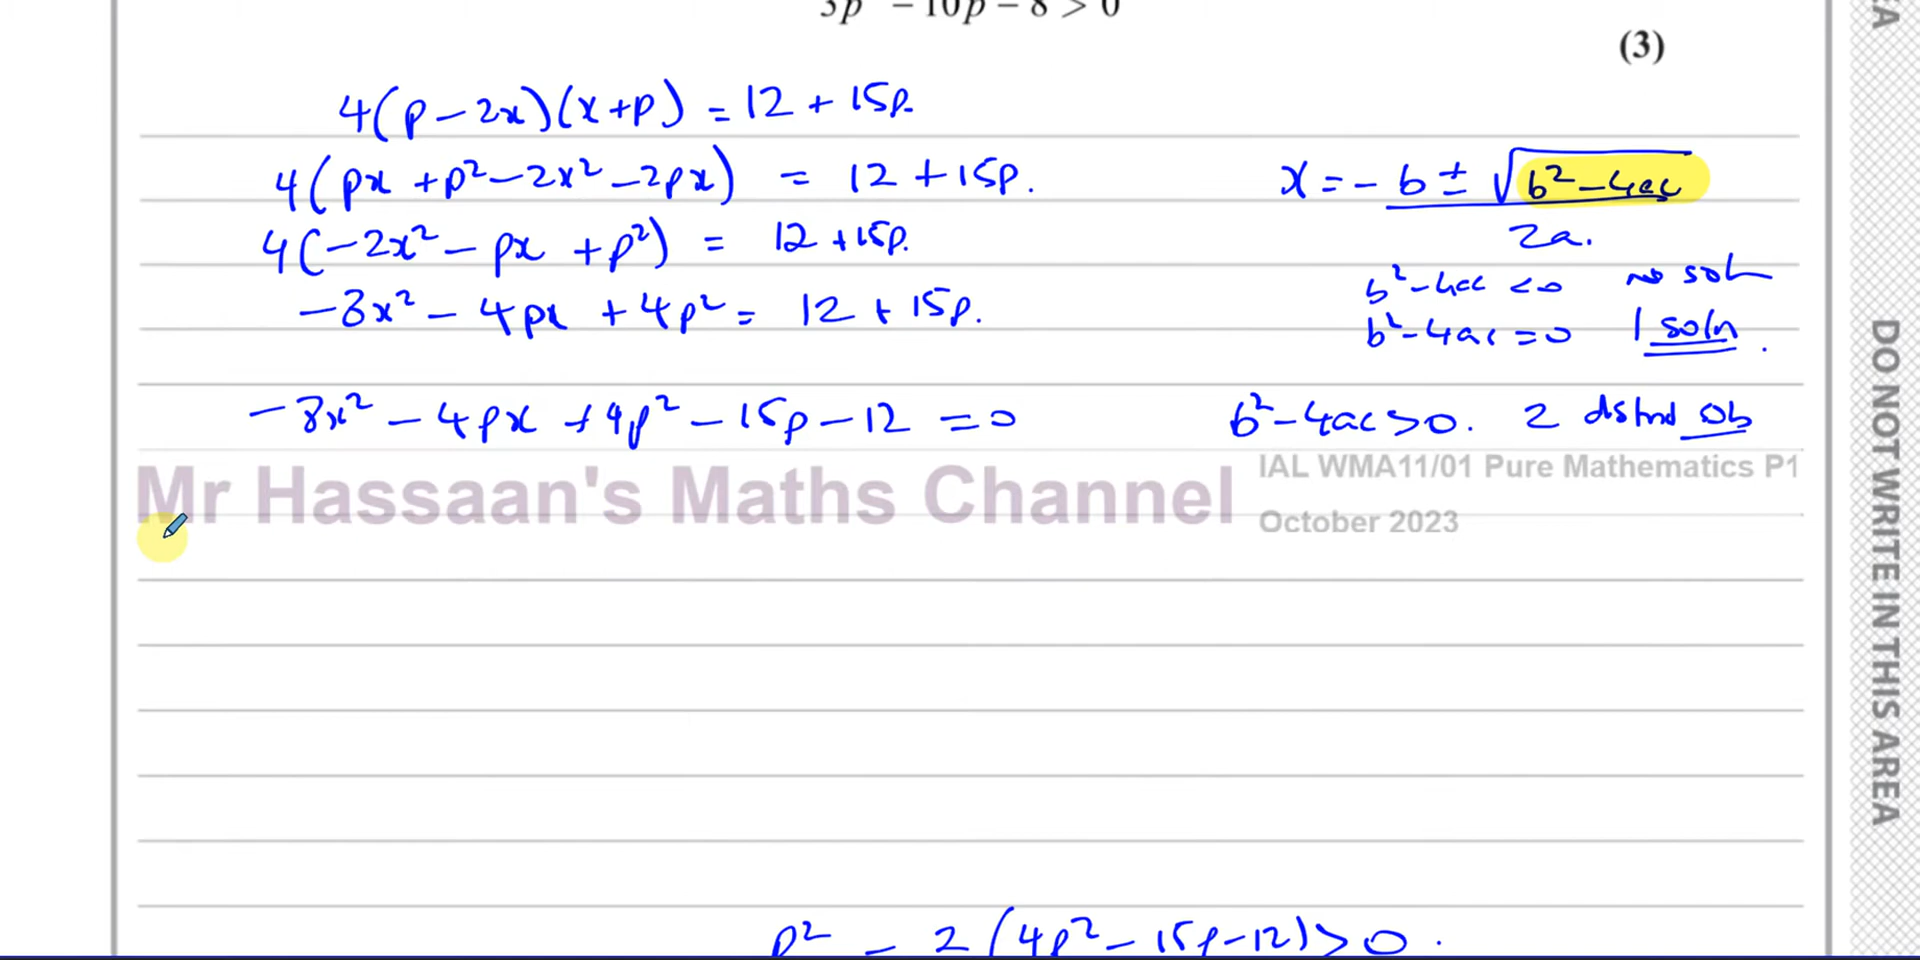 3p² − 10p − 8 > 0
(3)
4(p − 2x)(x + p) = 12 + 15p.
4(px + p² − 2x² − 2px) = 12 + 15p.
4(−2x² − px + p²) = 12 + 15p.
−8x² − 4px + 4p² = 12 + 15p.
−8x² − 4px + 4p² − 15p − 12 = 0
x = −b ± √b² − 4ac
2a.
b² − 4ac < 0 no sol
b² − 4ac = 0 1 soln.
b² − 4ac > 0. 2
Mr Hassaan's Maths Channel
IAL WMA11/01 Pure Mathematics P1
October 2023
p² − 2(4p² − 15p − 12) > 0.
EA
DO NOT WRITE IN THIS AREA